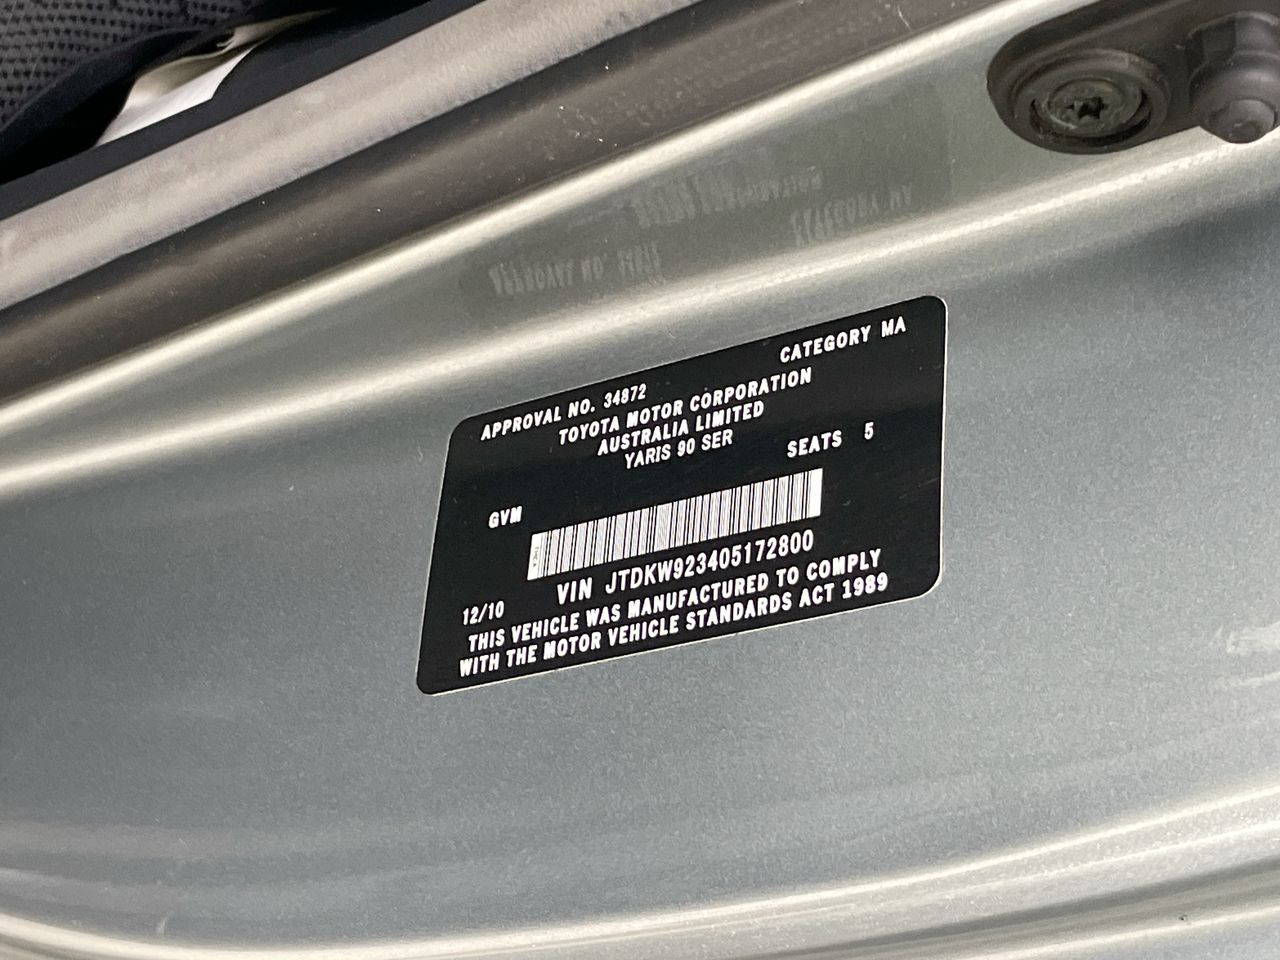 APPROVAL NO. 34872 CATEGORY MA
TOYOTA MOTOR CORPORATION
AUSTRALIA LIMITED
YARIS 90 SER SEATS 5
GVM
12/10 VIN JTDKW923405172800
THIS VEHICLE WAS MANUFACTURED TO COMPLY
WITH THE MOTOR VEHICLE STANDARDS ACT 1989